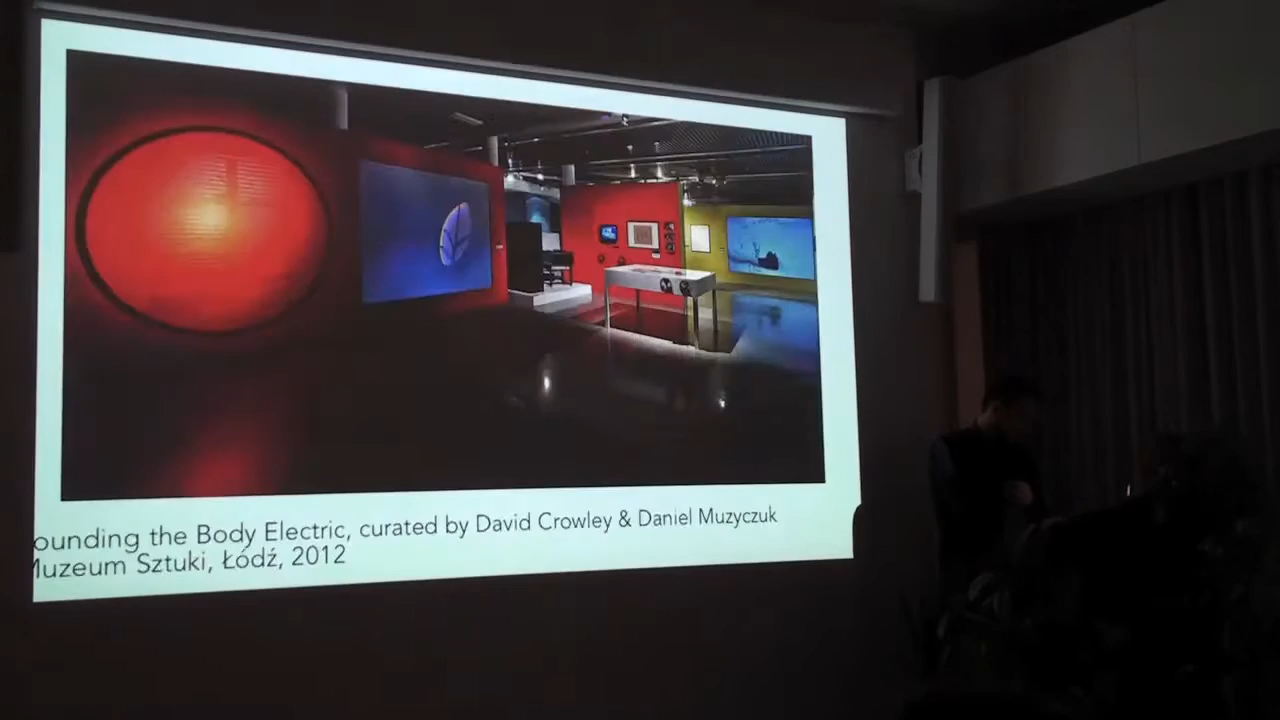 ounding the Body Electric, curated by David Crowley & Daniel Muzyczuk
Muzeum Sztuki, Łódź, 2012